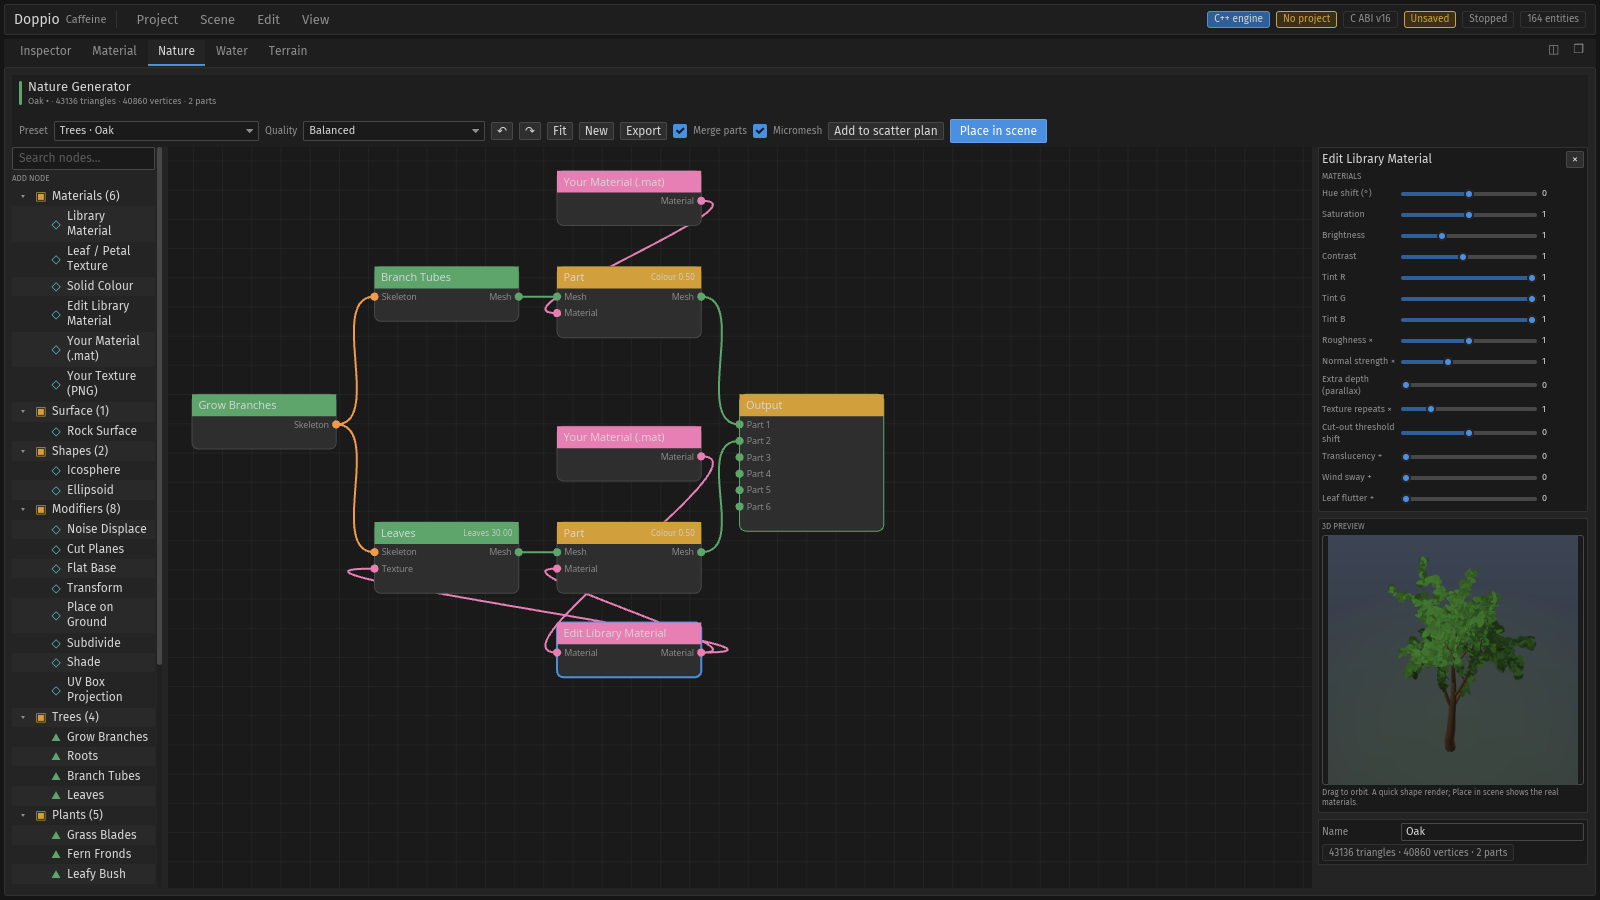 Doppio Caffeine Project Scene Edit View C++ engine No project C ABI v16 Unsaved Stopped 164 entities
Inspector Material Nature Water Terrain
Nature Generator
Oak • · 43136 triangles · 40860 vertices · 2 parts
Preset Trees · Oak Quality Balanced Fit New Export Merge parts Micromesh Add to scatter plan Place in scene
Search nodes...
ADD NODE
Materials (6)
Library
Material
Leaf / Petal
Texture
Solid Colour
Edit Library
Material
Your Material
(.mat)
Your Texture
(PNG)
Surface (1)
Rock Surface
Shapes (2)
Icosphere
Ellipsoid
Modifiers (8)
Noise Displace
Cut Planes
Flat Base
Transform
Place on
Ground
Subdivide
Shade
UV Box
Projection
Trees (4)
Grow Branches
Roots
Branch Tubes
Leaves
Plants (5)
Grass Blades
Fern Fronds
Leafy Bush
Your Material (.mat)
Material
Branch Tubes
Skeleton Mesh
Part Colour 0.50
Mesh Mesh
Material
Grow Branches
Skeleton
Your Material (.mat)
Material
Output
Part 1
Part 2
Part 3
Part 4
Part 5
Part 6
Leaves Leaves 30.00
Skeleton Mesh
Texture
Part Colour 0.50
Mesh Mesh
Material
Edit Library Material
Material Material
Edit Library Material ×
MATERIALS
Hue shift (°) 0
Saturation 1
Brightness 1
Contrast 1
Tint R 1
Tint G 1
Tint B 1
Roughness × 1
Normal strength × 1
Extra depth
(parallax) 0
Texture repeats × 1
Cut-out threshold
shift 0
Translucency + 0
Wind sway + 0
Leaf flutter + 0
3D PREVIEW
Drag to orbit. A quick shape render; Place in scene shows the real
materials.
Name Oak
43136 triangles · 40860 vertices · 2 parts